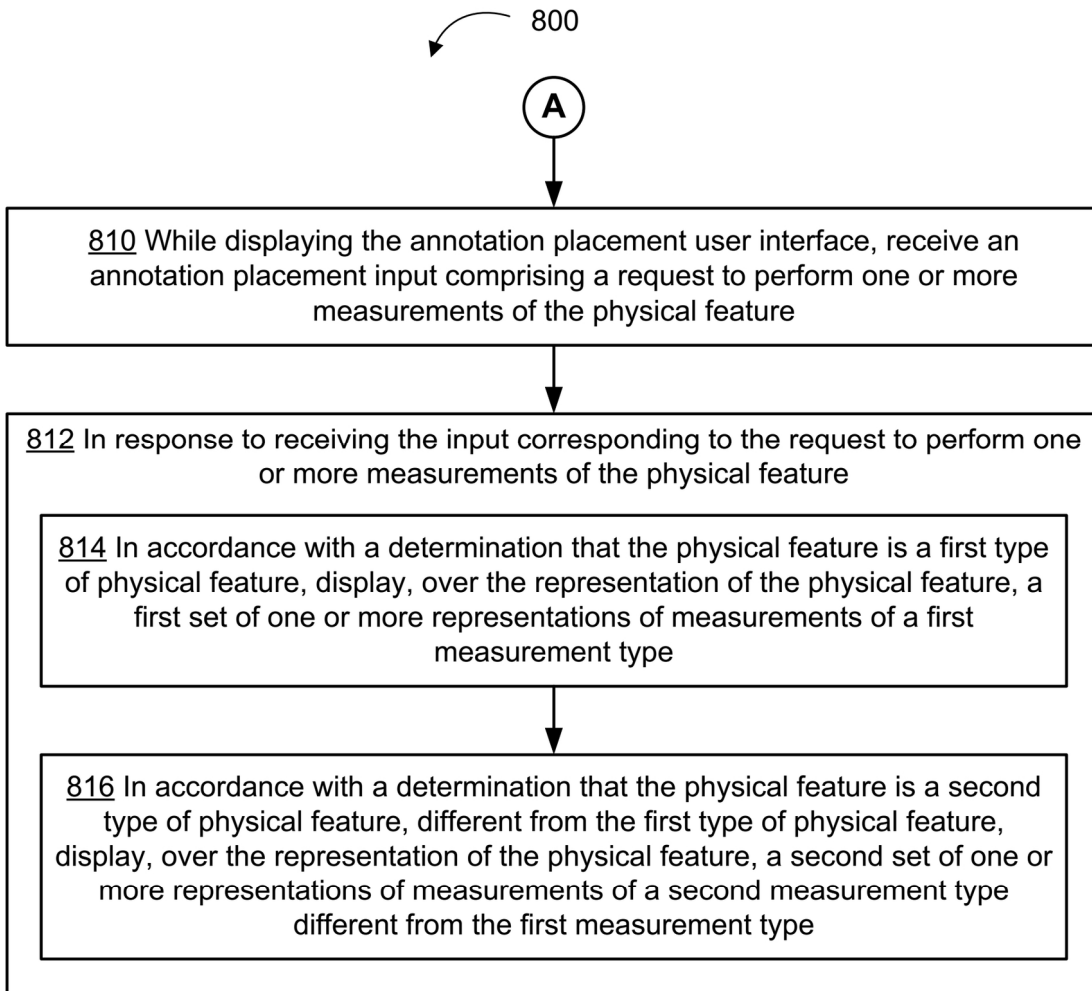 800
A
810 While displaying the annotation placement user interface, receive an
annotation placement input comprising a request to perform one or more
measurements of the physical feature
812 In response to receiving the input corresponding to the request to perform one
or more measurements of the physical feature
814 In accordance with a determination that the physical feature is a first type
of physical feature, display, over the representation of the physical feature, a
first set of one or more representations of measurements of a first
measurement type
816 In accordance with a determination that the physical feature is a second
type of physical feature, different from the first type of physical feature,
display, over the representation of the physical feature, a second set of one or
more representations of measurements of a second measurement type
different from the first measurement type